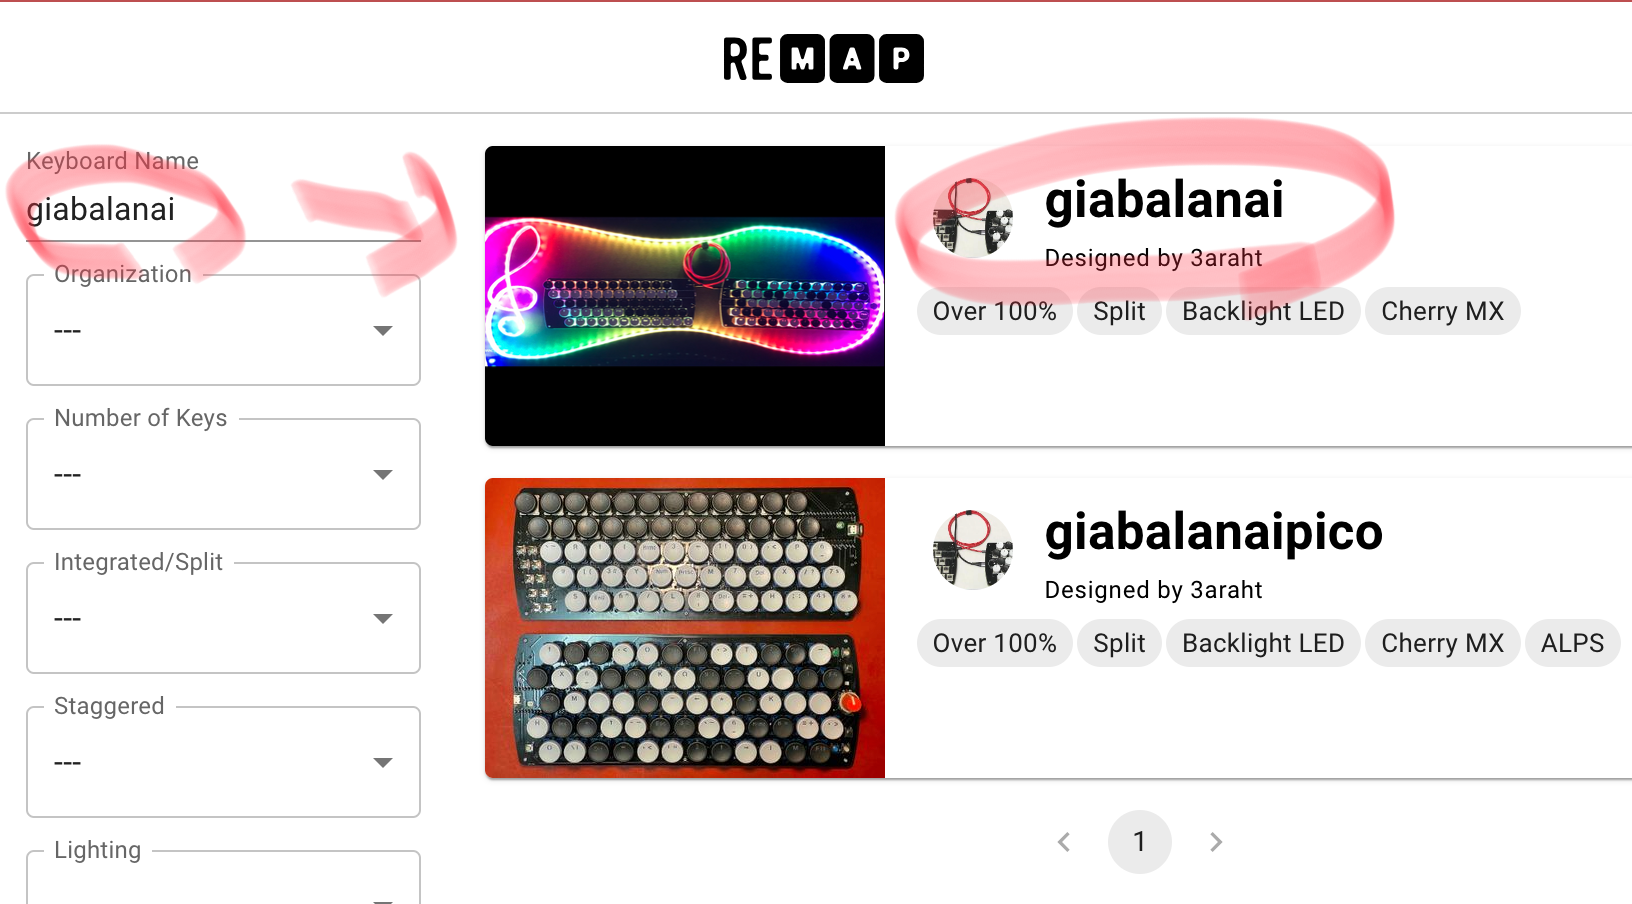 REMAP
Keyboard Name
giabalanai
Organization
---
Number of Keys
---
Integrated/Split
---
Staggered
---
Lighting
giabalanai
Designed by 3araht
Over 100% Split Backlight LED Cherry MX
giabalanaipico
Designed by 3araht
Over 100% Split Backlight LED Cherry MX ALPS
1